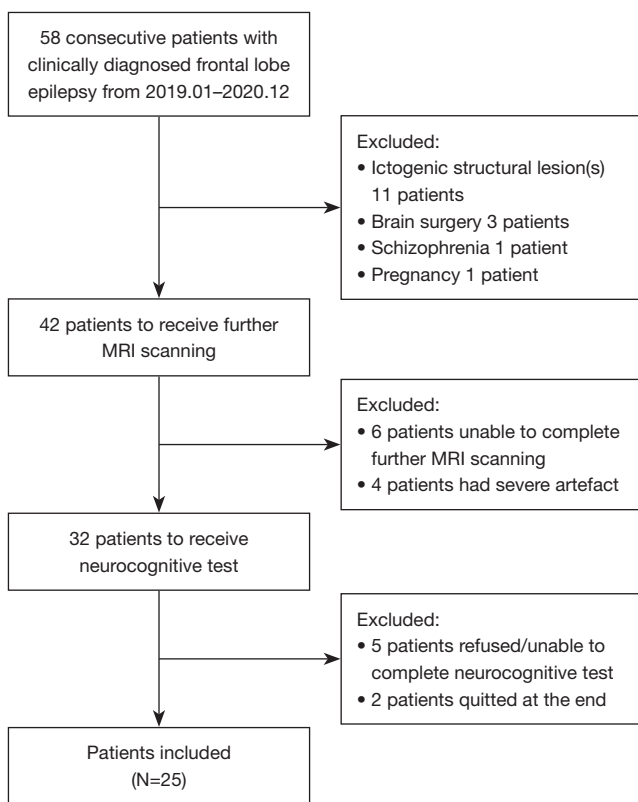 58 consecutive patients with
clinically diagnosed frontal lobe
epilepsy from 2019.01–2020.12
Excluded:
• Ictogenic structural lesion(s)
11 patients
• Brain surgery 3 patients
• Schizophrenia 1 patient
• Pregnancy 1 patient
42 patients to receive further
MRI scanning
Excluded:
• 6 patients unable to complete
further MRI scanning
• 4 patients had severe artefact
32 patients to receive
neurocognitive test
Excluded:
• 5 patients refused/unable to
complete neurocognitive test
• 2 patients quitted at the end
Patients included
(N=25)